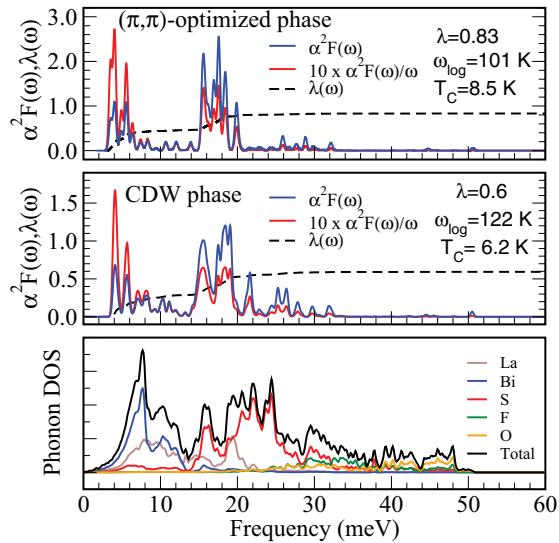 (π,π)-optimized phase
α²F(ω),λ(ω)
3.0
2.0
1.0
0.0
α²F(ω)
10 x α²F(ω)/ω
λ(ω)
λ=0.83
ω_log=101 K
T_C=8.5 K
CDW phase
α²F(ω),λ(ω)
1.5
1.0
0.5
0.0
α²F(ω)
10 x α²F(ω)/ω
λ(ω)
λ=0.6
ω_log=122 K
T_C= 6.2 K
Phonon DOS
La
Bi
S
F
O
Total
0 10 20 30 40 50 60
Frequency (meV)